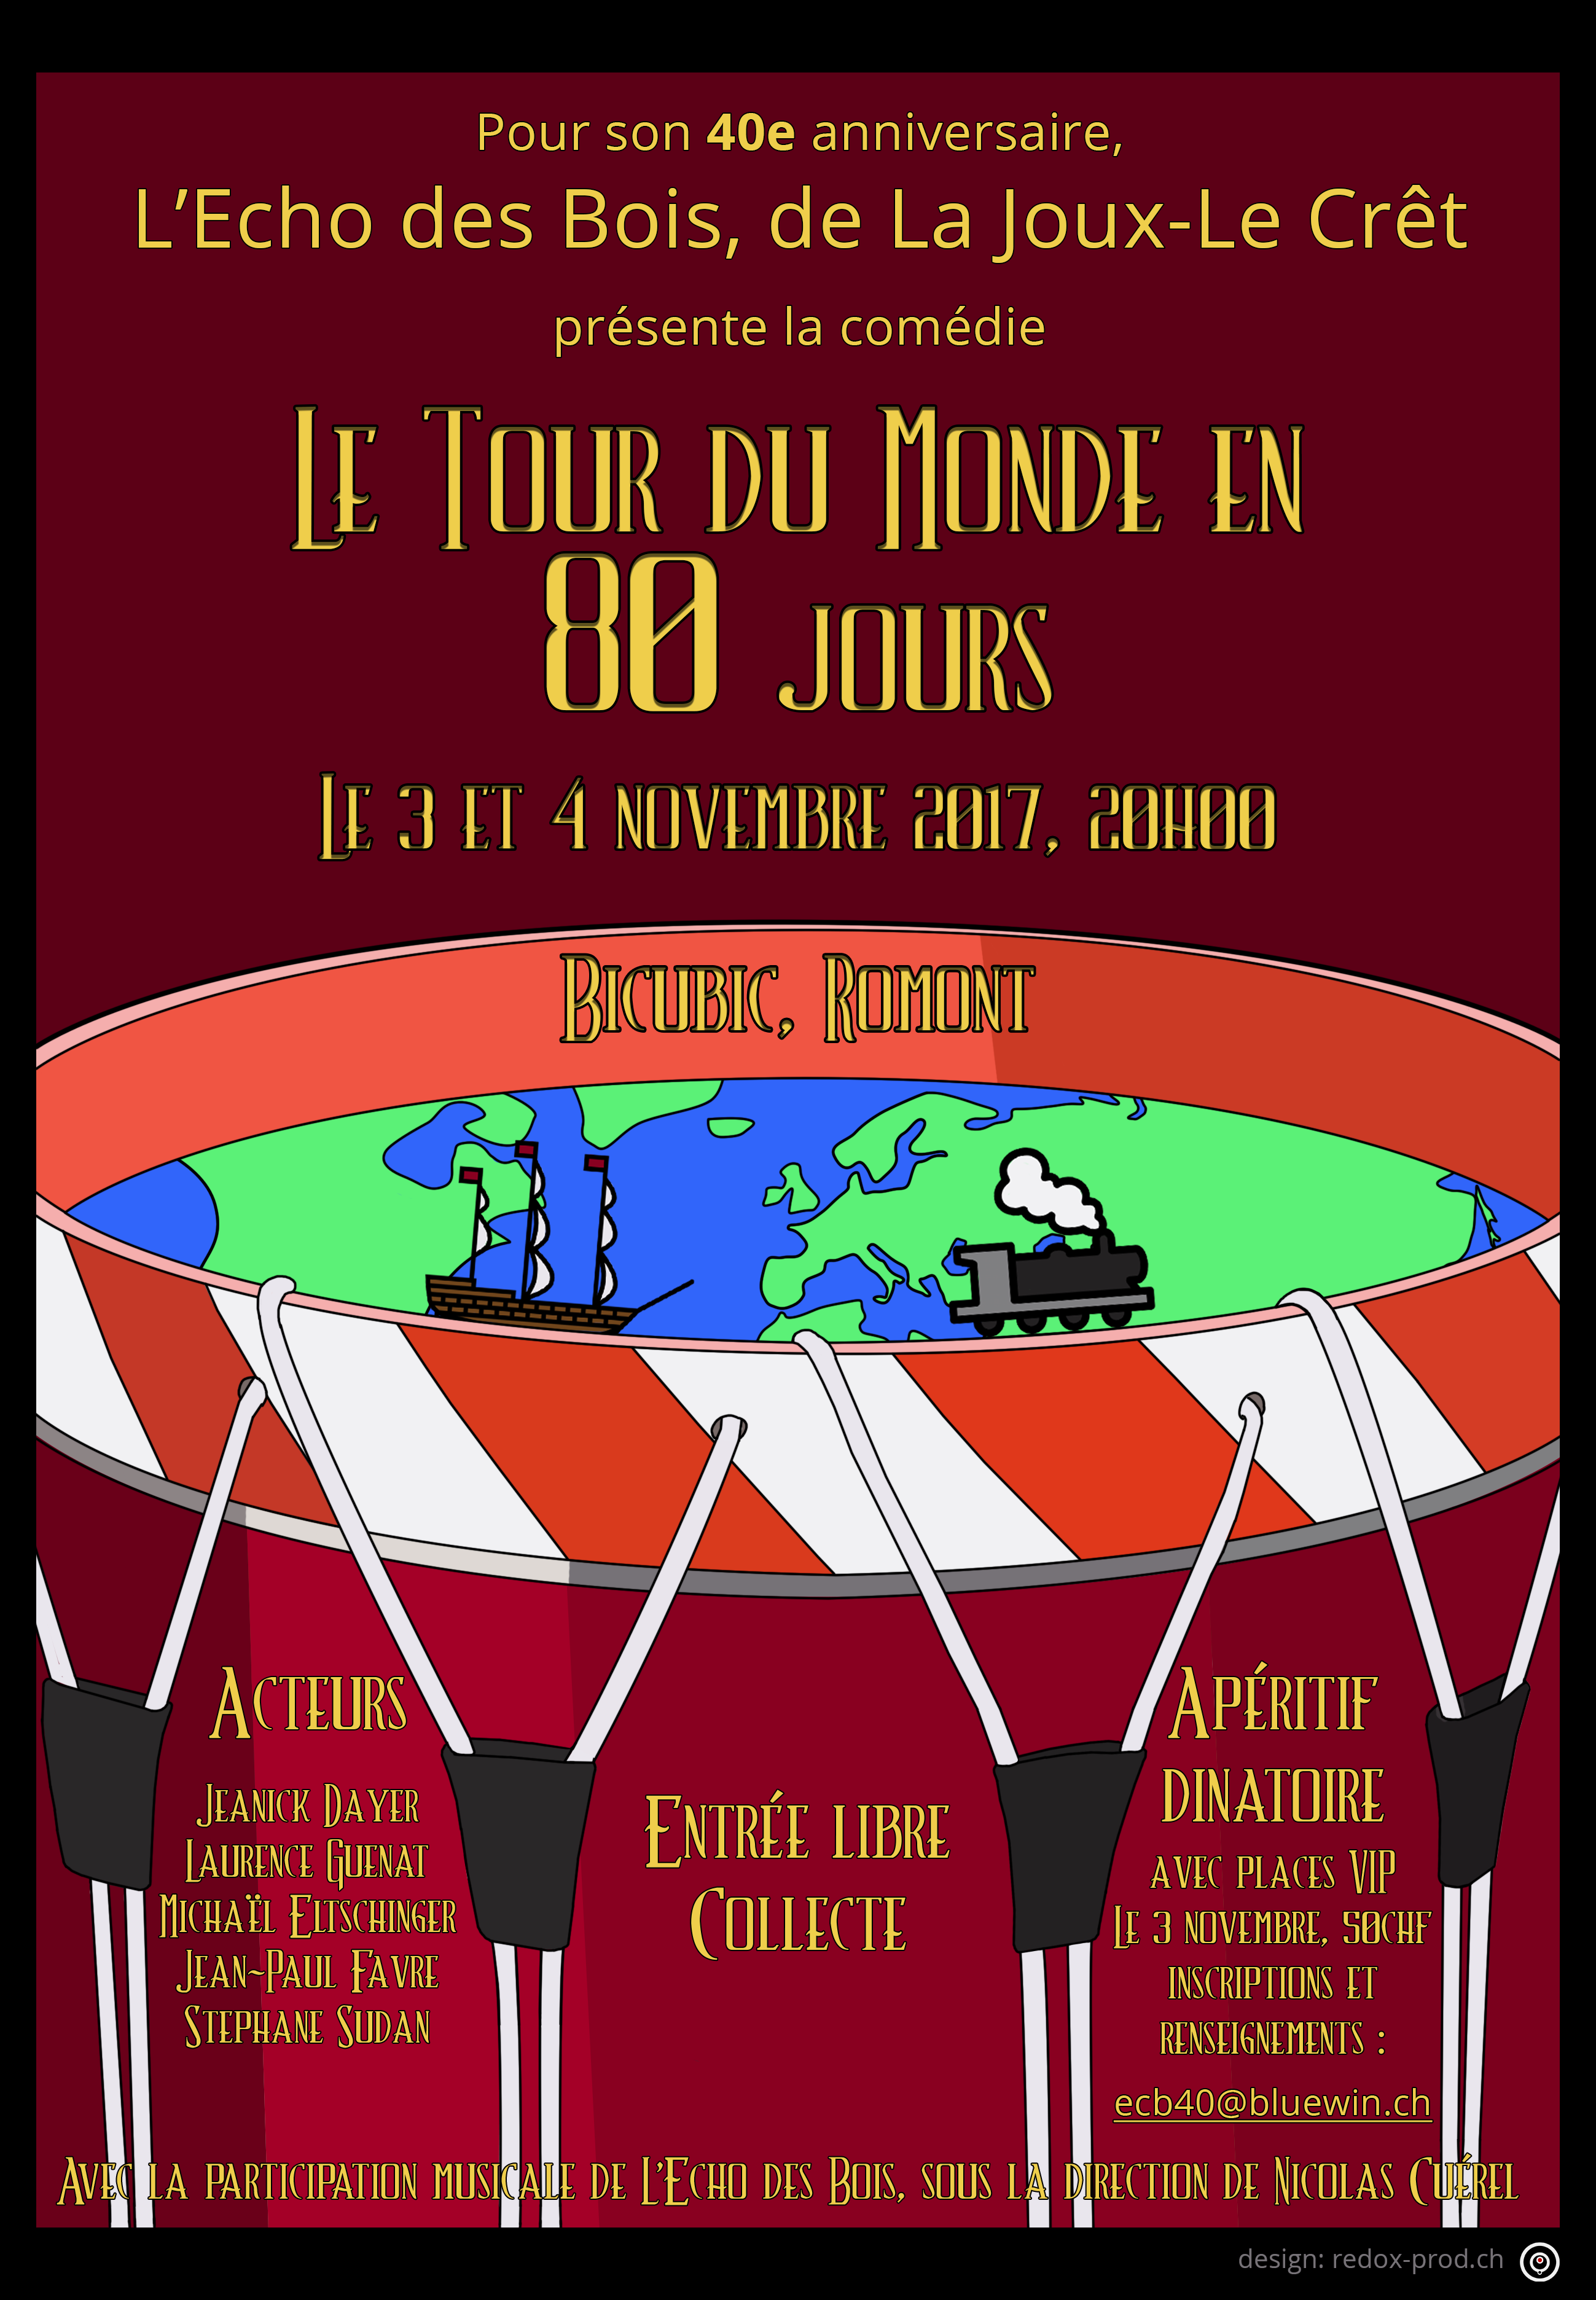 Pour son 40e anniversaire,
L’Echo des Bois, de La Joux-Le Crêt
présente la comédie
Le Tour du Monde en
80 jours
Le 3 et 4 novembre 2017, 20h00
Bicubic, Romont
Acteurs
Jeanick Dayer
Laurence Guenat
Michaël Eltschinger
Jean~Paul Favre
Stephane Sudan
Entrée libre
Collecte
Apéritif
dinatoire
avec places VIP
Le 3 novembre, 50chf
inscriptions et
renseignements :
ecb40@bluewin.ch
Avec la participation musicale de L'Echo des Bois, sous la direction de Nicolas Cuérel
design: redox-prod.ch